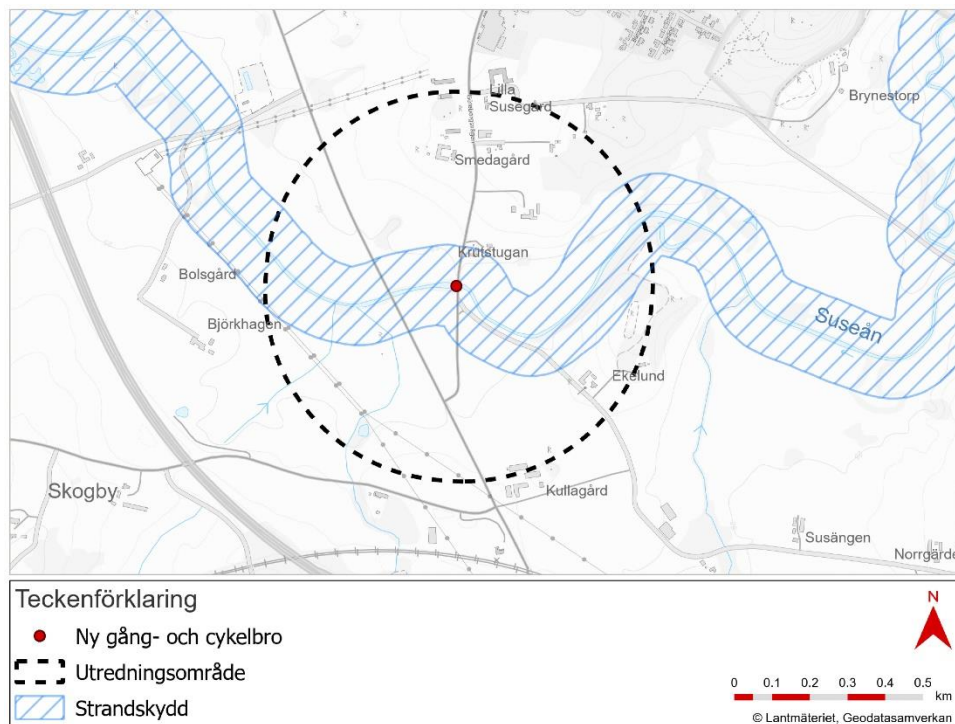 Lilla
Susegård
Brynestorp
Smedagård
Krutstugan
Bolsgård
Björkhagen
Suseån
Ekelund
Skogby
Kullagård
Susängen
Norrgårde
Teckenförklaring
Ny gång- och cykelbro
Utredningsområde
Strandskydd
N
0 0.1 0.2 0.3 0.4 0.5
km
© Lantmäteriet, Geodatasamverkan